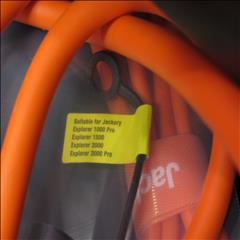 Suitable for Jackery
Explorer 1000 Pro
Explorer 1500
Explorer 2000
Explorer 2000 Pro
Jac